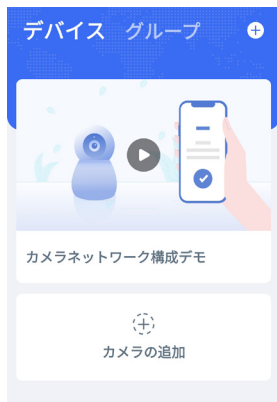 デバイス グループ
カメラネットワーク構成デモ
カメラの追加